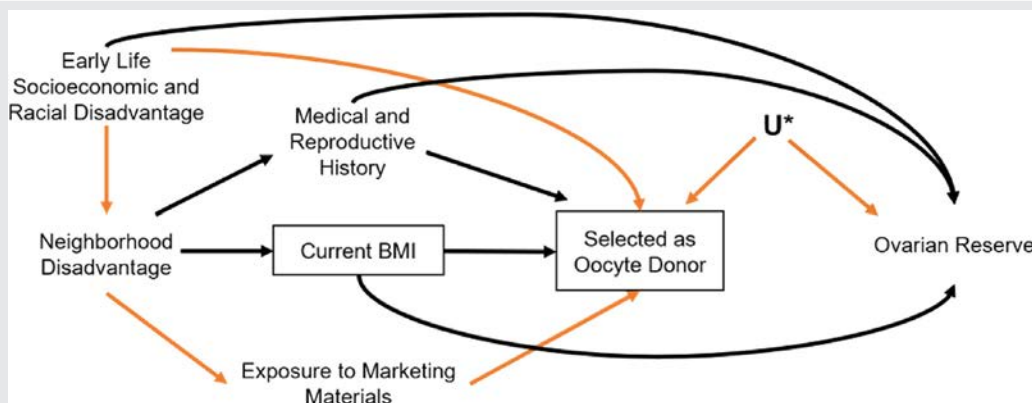 Early Life
Socioeconomic and
Racial Disadvantage
Medical and
Reproductive
History
U*
Neighborhood
Disadvantage
Current BMI
Selected as
Oocyte Donor
Ovarian Reserve
Exposure to Marketing
Materials